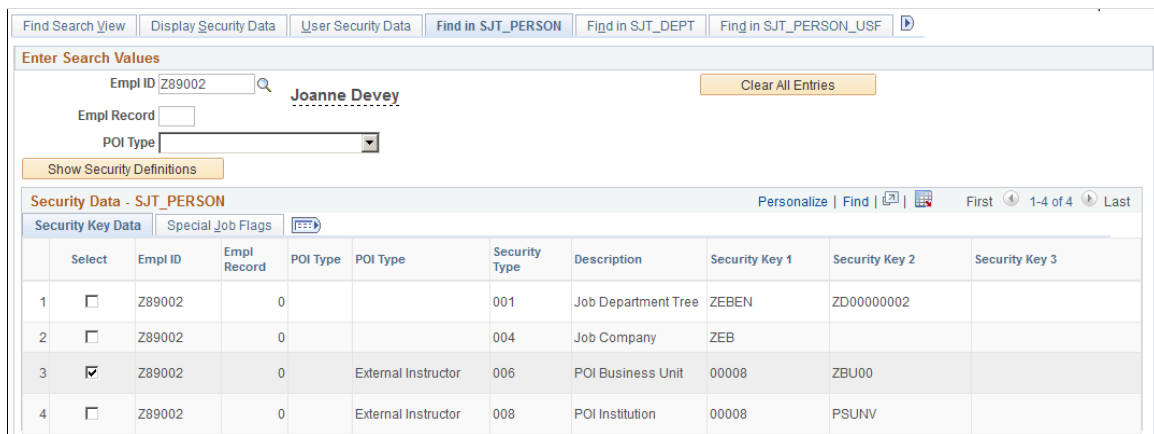 Find Search View Display Security Data User Security Data Find in SJT_PERSON Find in SJT_DEPT Find in SJT_PERSON_USF
Enter Search Values
Empl ID Z89002 Joanne Devey Clear All Entries
Empl Record
POI Type
Show Security Definitions
Security Data - SJT_PERSON Personalize | Find | | First 1-4 of 4 Last
Security Key Data Special Job Flags
Select Empl ID Empl Record POI Type POI Type Security Type Description Security Key 1 Security Key 2 Security Key 3
1 Z89002 0 001 Job Department Tree ZEBEN ZD00000002
2 Z89002 0 004 Job Company ZEB
3 Z89002 0 External Instructor 006 POI Business Unit 00008 ZBU00
4 Z89002 0 External Instructor 008 POI Institution 00008 PSUNV